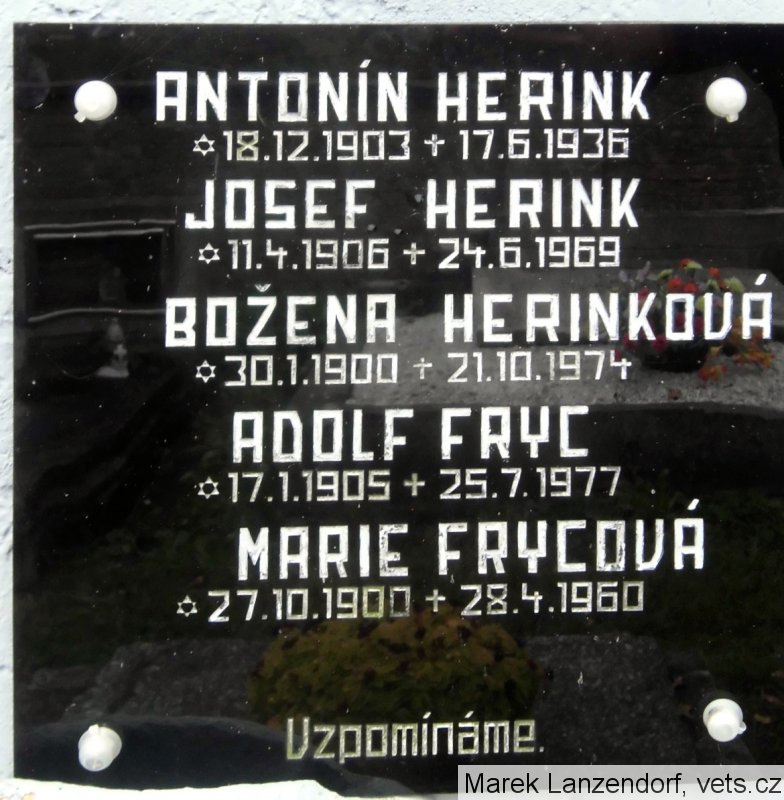 ANTONÍN HERINK
✡18.12.1903 + 17.6.1936
JOSEF HERINK
✡11.4.1906 + 24.6.1969
BOŽENA HERINKOVÁ
✡30.1.1900 + 21.10.1974
ADOLF FRYC
✡17.1.1905 + 25.7.1977
MARIE FRYCOVÁ
✡27.10.1900 + 28.4.1960
Vzpomínáme.
Marek Lanzendorf, vets.cz